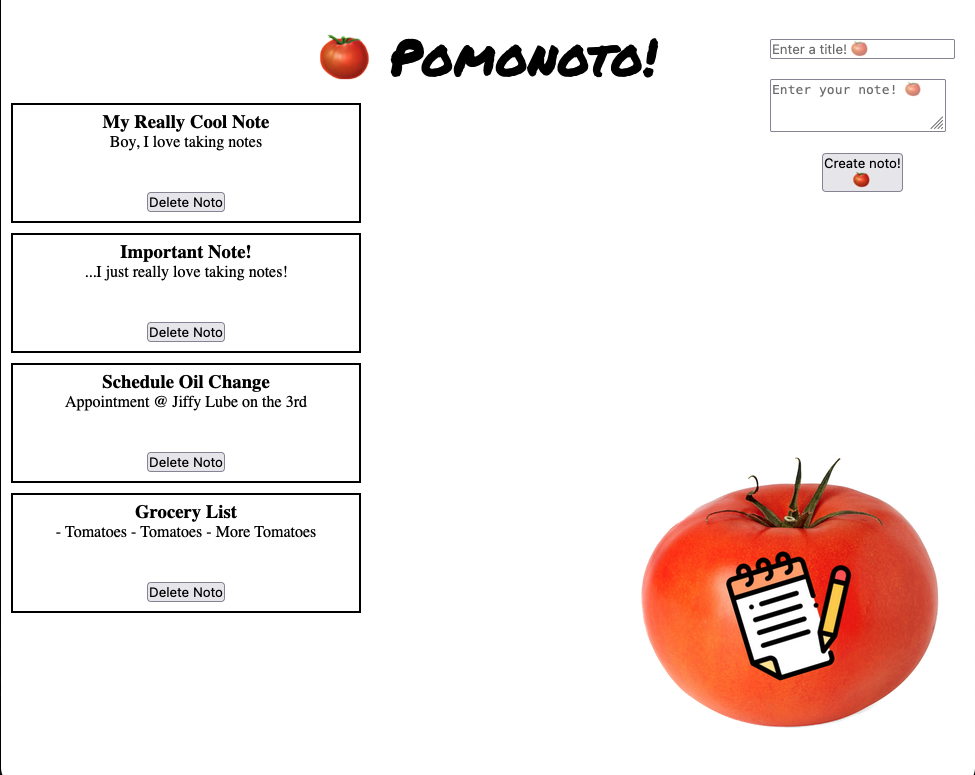 🍅 Pomonoto!
Enter a title! 🍅
Enter your note! 🍅
Create noto!
🍅
My Really Cool Note
Boy, I love taking notes
Delete Noto
Important Note!
...I just really love taking notes!
Delete Noto
Schedule Oil Change
Appointment @ Jiffy Lube on the 3rd
Delete Noto
Grocery List
- Tomatoes - Tomatoes - More Tomatoes
Delete Noto